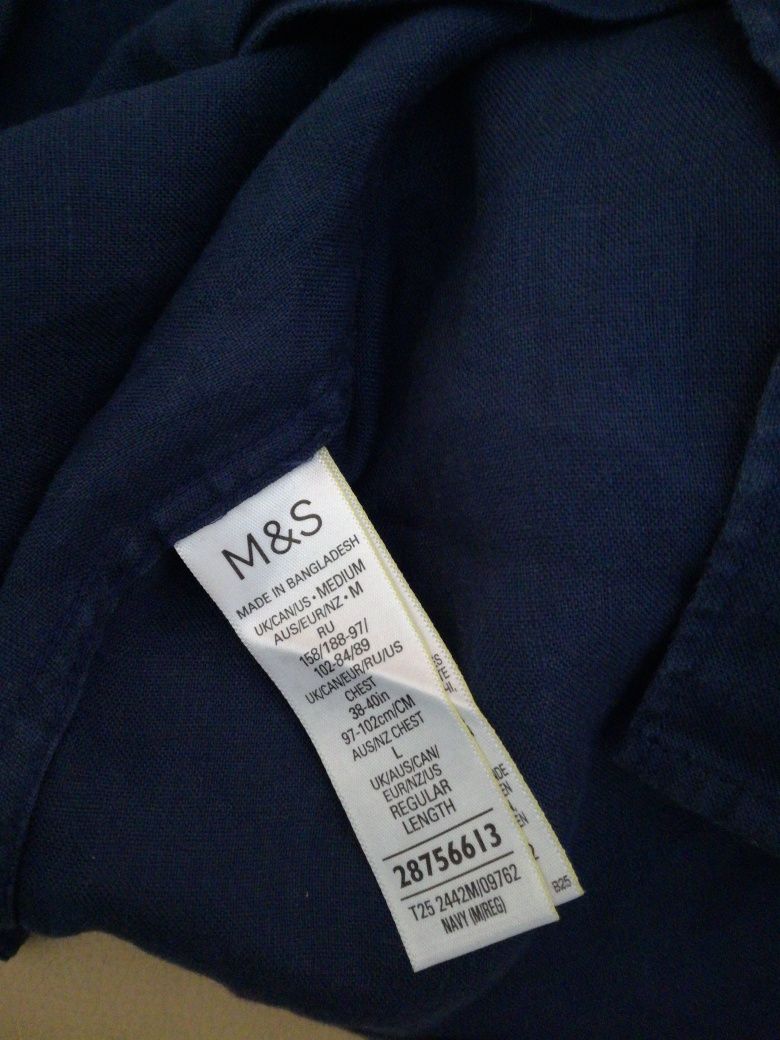 M&S
MADE IN BANGLADESH
UK/CAN/US • MEDIUM
AUS/EUR/NZ • M
RU
158/188-97/
102-84/89
UK/CAN/EUR/RU/US
CHEST
38-40in
97-102cm/CM
AUS/NZ CHEST
L
UK/AUS/CAN/
EUR/NZ/US
REGULAR
LENGTH
28756613
T25 2442M/09762
NAVY (M/REG)
B25